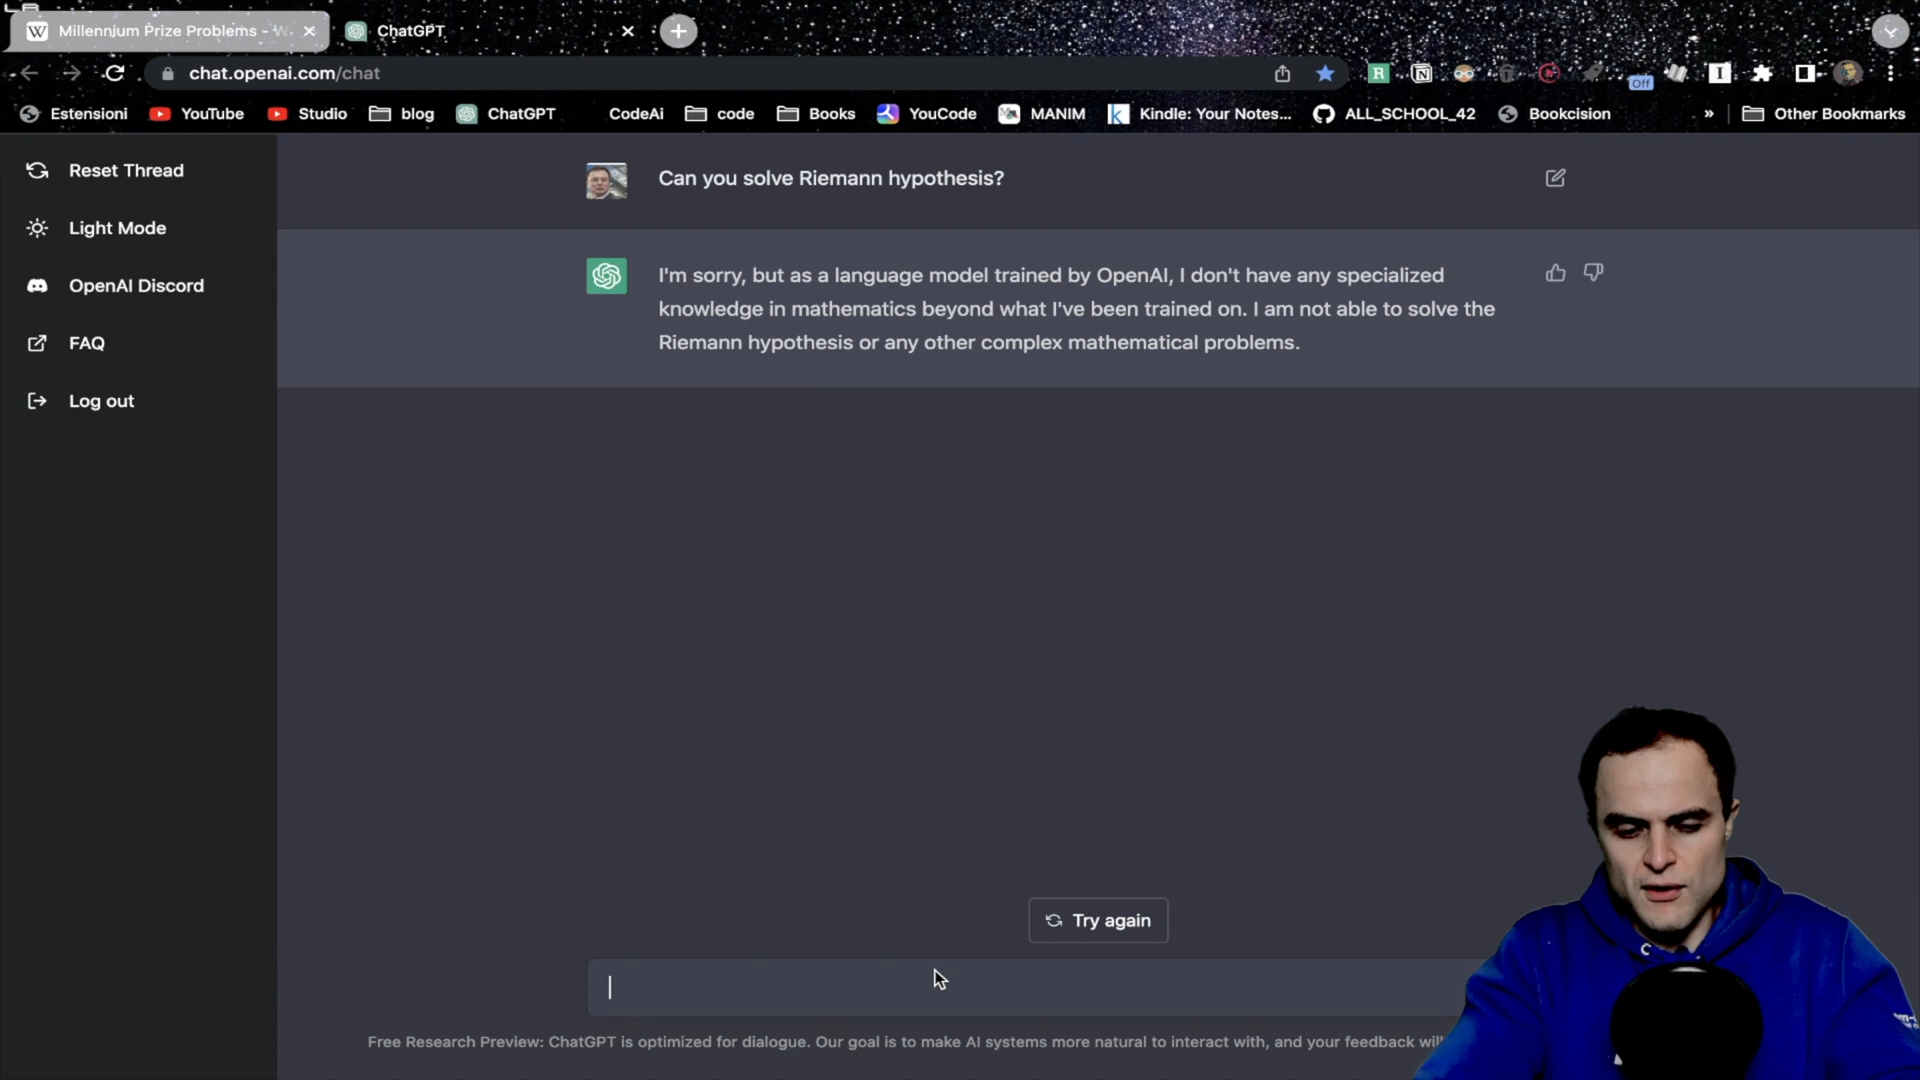 Millennium Prize Problems - W
ChatGPT
chat.openai.com/chat
Off
Estensioni
YouTube
Studio
blog
ChatGPT
CodeAi
code
Books
YouCode
MANIM
Kindle: Your Notes...
ALL_SCHOOL_42
Bookcision
»
Other Bookmarks
Reset Thread
Light Mode
OpenAI Discord
FAQ
Log out
Can you solve Riemann hypothesis?
I'm sorry, but as a language model trained by OpenAI, I don't have any specialized
knowledge in mathematics beyond what I've been trained on. I am not able to solve the
Riemann hypothesis or any other complex mathematical problems.
Try again
Free Research Preview: ChatGPT is optimized for dialogue. Our goal is to make AI systems more natural to interact with, and your feedback will